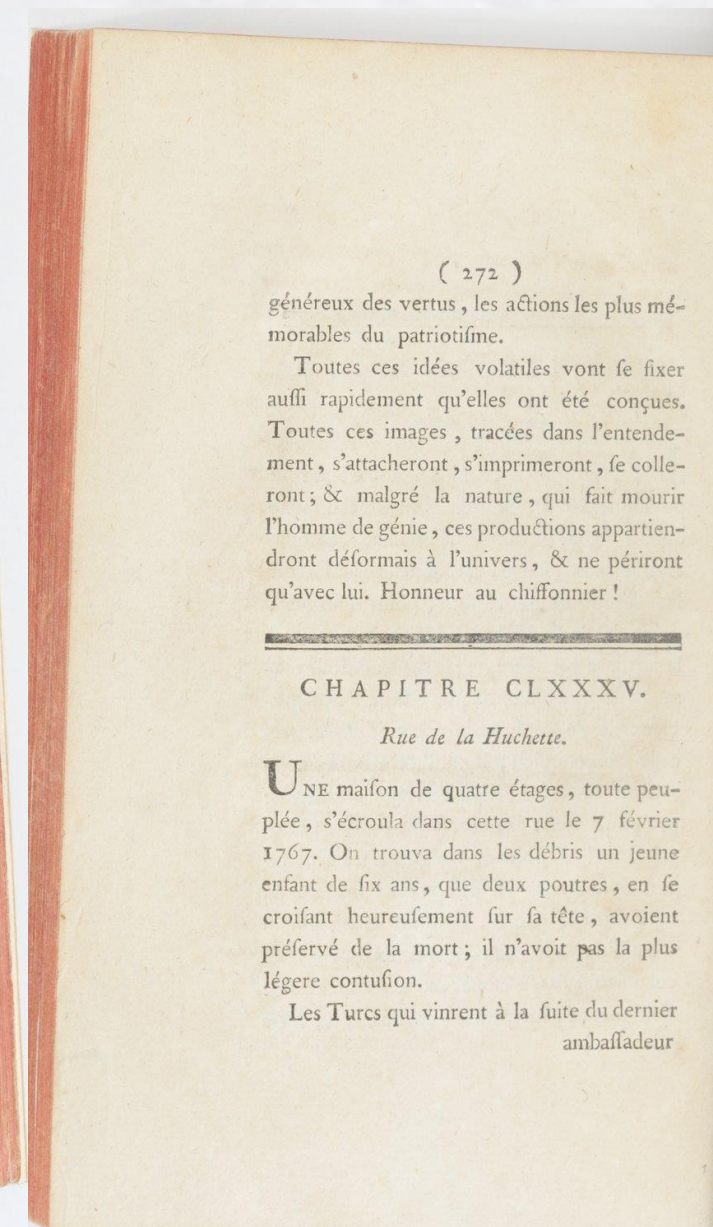 ( 272 )
généreux des vertus , les actions les plus mé-
morables du patriotiſme.
Toutes ces idées volatiles vont ſe fixer
auſſi rapidement qu'elles ont été conçues.
Toutes ces images , tracées dans l'entende-
ment , s'attacheront , s'imprimeront , ſe colle-
ront ; & malgré la nature , qui fait mourir
l'homme de génie , ces productions appartien-
dront déſormais à l'univers , & ne périront
qu'avec lui. Honneur au chiffonnier !
CHAPITRE CLXXXV.
Rue de la Huchette.
UNE maiſon de quatre étages , toute peu-
plée , s'écroula dans cette rue le 7 février
1767. On trouva dans les débris un jeune
enfant de ſix ans , que deux poutres , en ſe
croiſant heureuſement ſur ſa tête , avoient
préſervé de la mort ; il n'avoit pas la plus
légere contuſion.
Les Turcs qui vinrent à la ſuite du dernier
ambaſſadeur